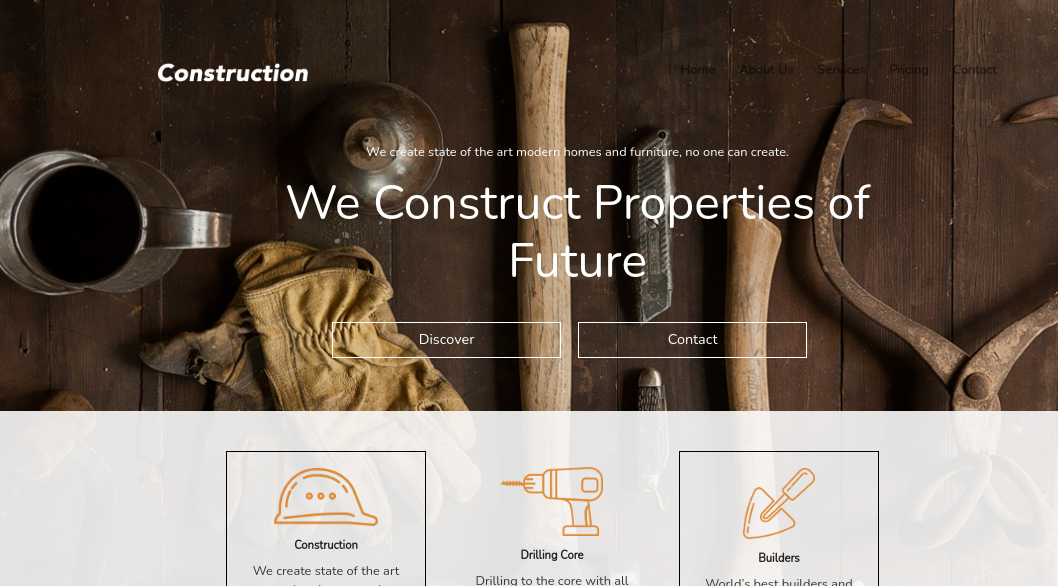 Construction
Home About Us Services Pricing Contact
We create state of the art modern homes and furniture, no one can create.
We Construct Properties of
Future
Discover Contact
Construction
We create state of the art
Drilling Core
Drilling to the core with all
Builders
World's best builders and